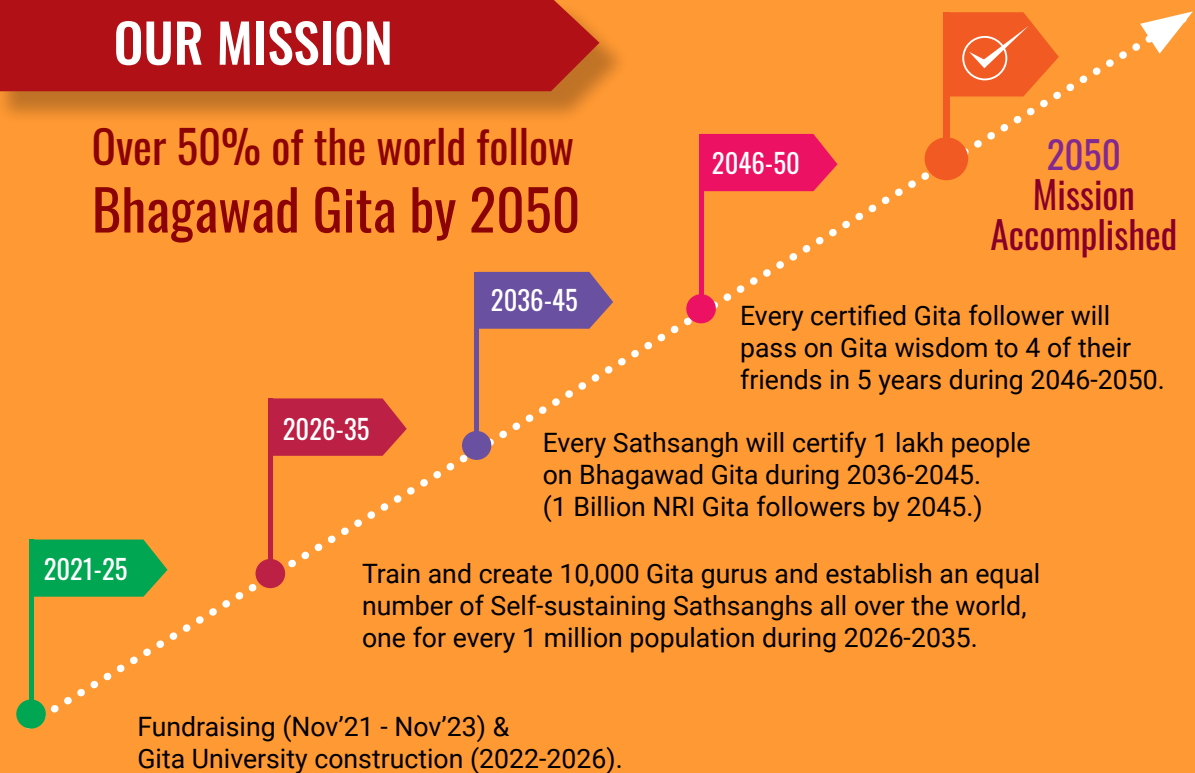 OUR MISSION
Over 50% of the world follow
Bhagawad Gita by 2050
2050
Mission
Accomplished
2046-50
Every certified Gita follower will
pass on Gita wisdom to 4 of their
friends in 5 years during 2046-2050.
2036-45
Every Sathsangh will certify 1 lakh people
on Bhagawad Gita during 2036-2045.
(1 Billion NRI Gita followers by 2045.)
2026-35
Train and create 10,000 Gita gurus and establish an equal
number of Self-sustaining Sathsanghs all over the world,
one for every 1 million population during 2026-2035.
2021-25
Fundraising (Nov’21 - Nov’23) &
Gita University construction (2022-2026).